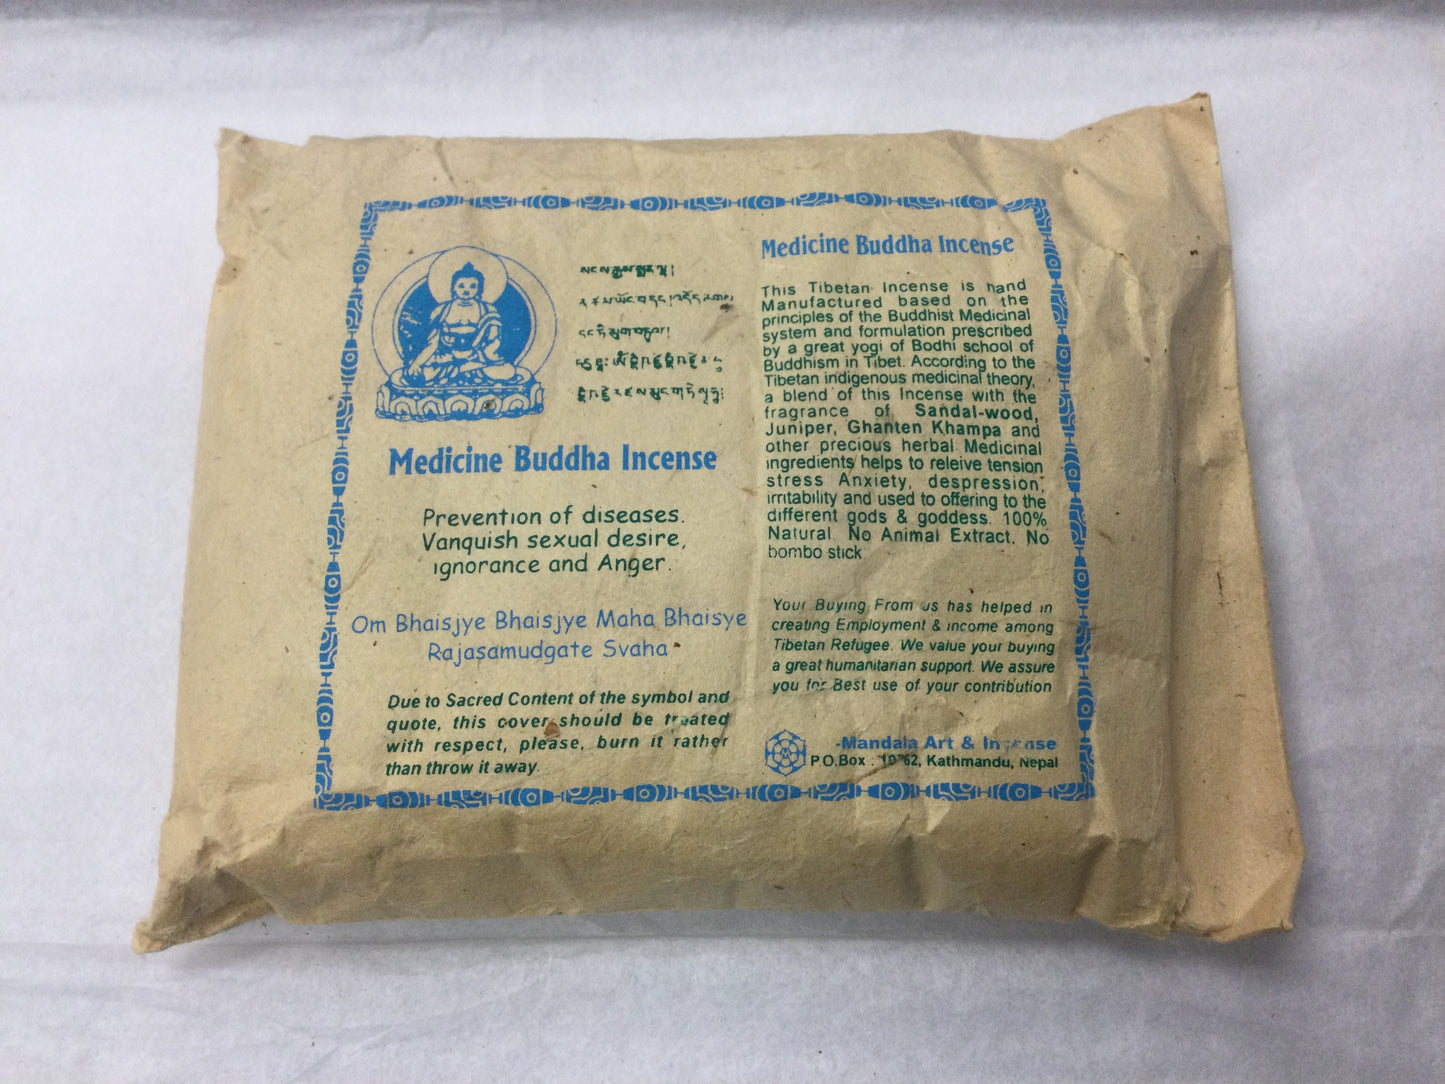 Medicine Buddha Incense
Prevention of diseases.
Vanquish sexual desire,
ignorance and Anger.
Om Bhaisjye Bhaisjye Maha Bhaisye
Rajasamudgate Svaha
Due to Sacred Content of the symbol and
quote, this cover should be treated
with respect, please, burn it rather
than throw it away.
Medicine Buddha Incense
This Tibetan Incense is hand
Manufactured based on the
principles of the Buddhist Medicinal
system and formulation prescribed
by a great yogi of Bodhi school of
Buddhism in Tibet. According to the
Tibetan indigenous medicinal theory,
a blend of this Incense with the
fragrance of Sandal-wood,
Juniper, Ghanten Khampa and
other precious herbal Medicinal
ingredients helps to releive tension
stress Anxiety, despression,
irritability and used to offering to the
different gods & goddess. 100%
Natural. No Animal Extract, No
bombo stick
Your Buying From us has helped in
creating Employment & income among
Tibetan Refugee. We value your buying
a great humanitarian support. We assure
you for Best use of your contribution
-Mandala Art & Incense
P.O.Box : Kathmandu, Nepal